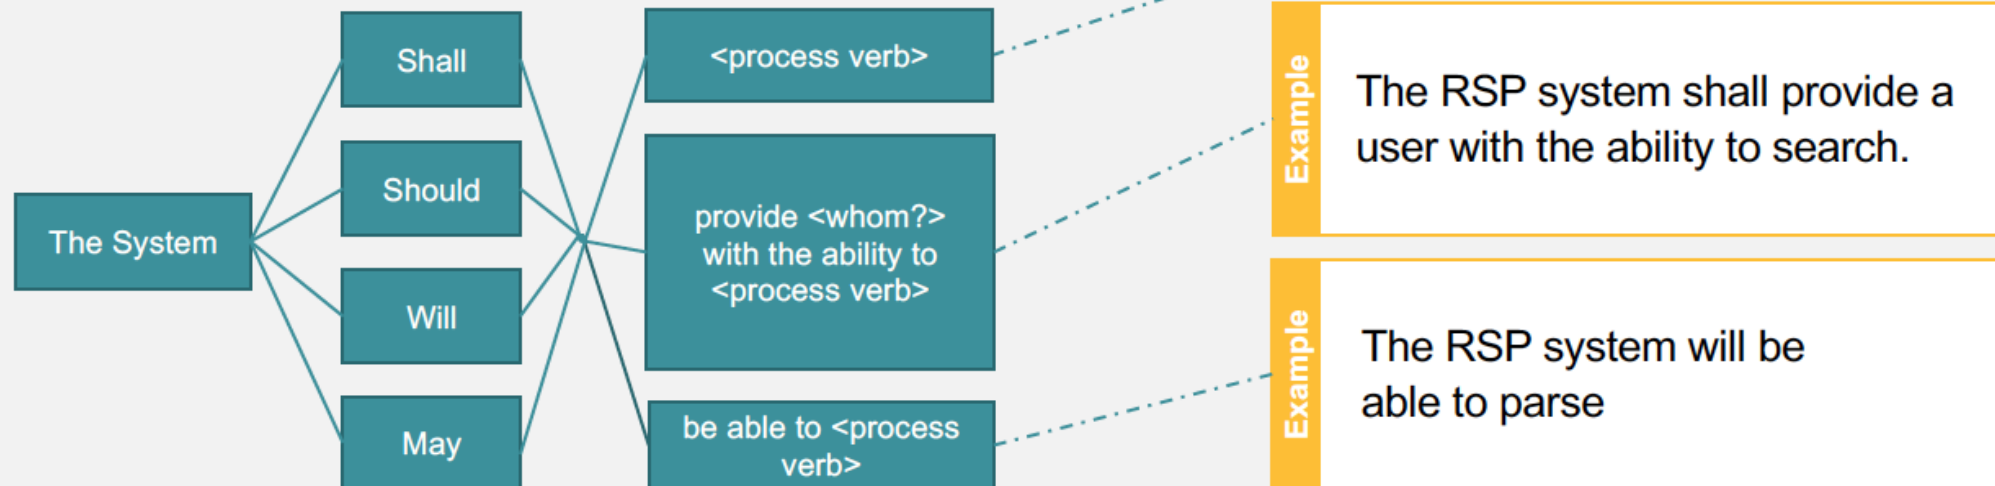 The System
Shall
Should
Will
May
<process verb>
provide <whom?>
with the ability to
<process verb>
be able to <process
verb>
Example
The RSP system shall provide a
user with the ability to search.
Example
The RSP system will be
able to parse